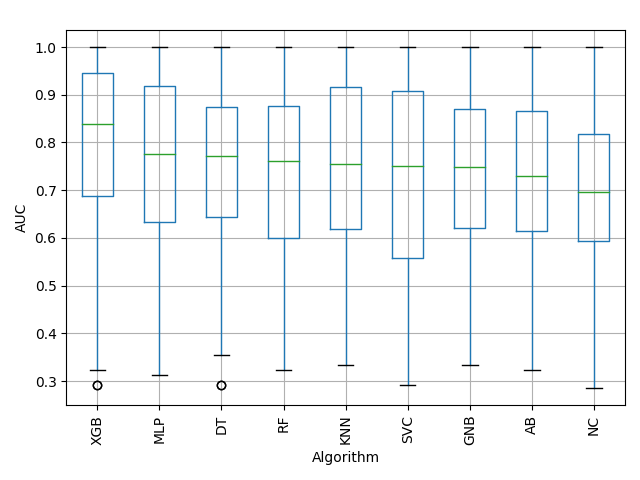 1.0
0.9
0.8
0.7
0.6
0.5
0.4
0.3
AUC
XGB
MLP
DT
RF
KNN
SVC
GNB
AB
NC
Algorithm